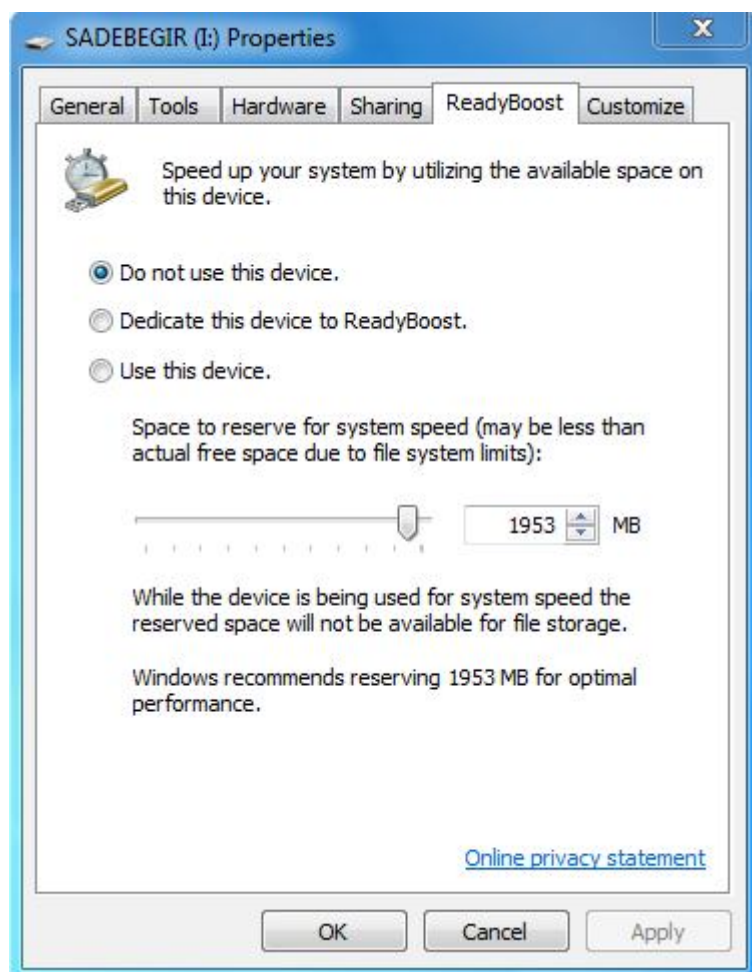 SADEBEGIR (I:) Properties
General Tools Hardware Sharing ReadyBoost Customize
Speed up your system by utilizing the available space on
this device.
Do not use this device.
Dedicate this device to ReadyBoost.
Use this device.
Space to reserve for system speed (may be less than
actual free space due to file system limits):
1953 MB
While the device is being used for system speed the
reserved space will not be available for file storage.
Windows recommends reserving 1953 MB for optimal
performance.
Online privacy statement
OK Cancel Apply